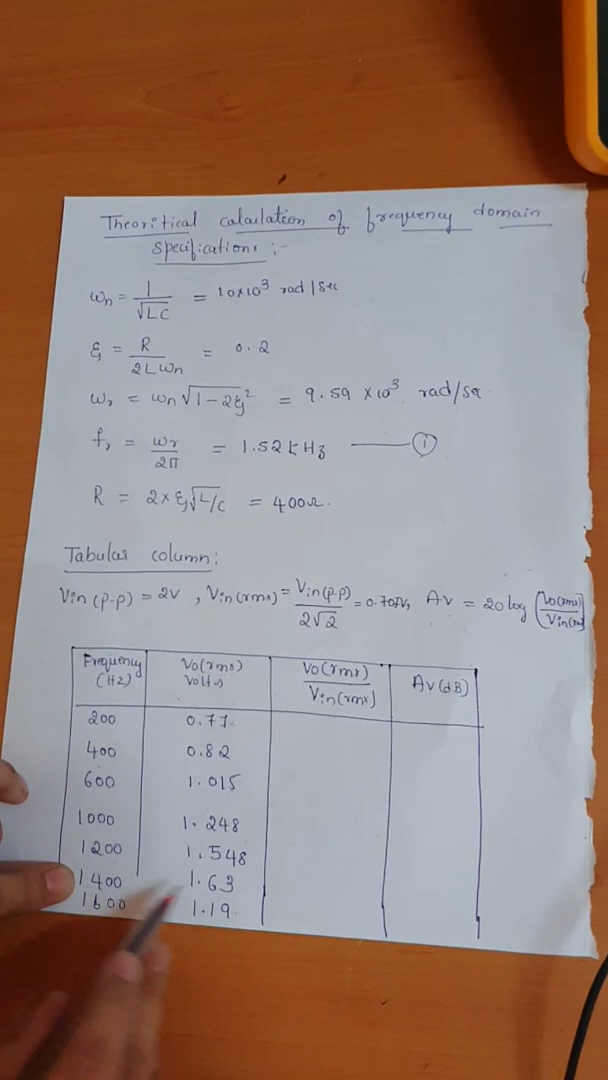 Theoritical calculation of frequency domain
specifications :-
ωn = 1/√LC = 10×10³ rad/sec
ξ = R/2Lωn = 0.2
ωr = ωn√1-2ξ² = 9.59 ×10³ rad/sec
fr = ωr/2π = 1.52 kHz ——— ①
R = 2×ξ√L/C = 400Ω.
Tabular column:
Vin(p-p) = 2V , Vin(rms) = Vin(p-p)/2√2 = 0.707V, Av = 20log(Vo(rms)/Vin(rms))
Frequency (Hz) Vo(rms) Volts Vo(rms)/Vin(rms) Av(dB)
200 0.77
400 0.82
600 1.015
1000 1.248
1200 1.548
1400 1.63
1600 1.19